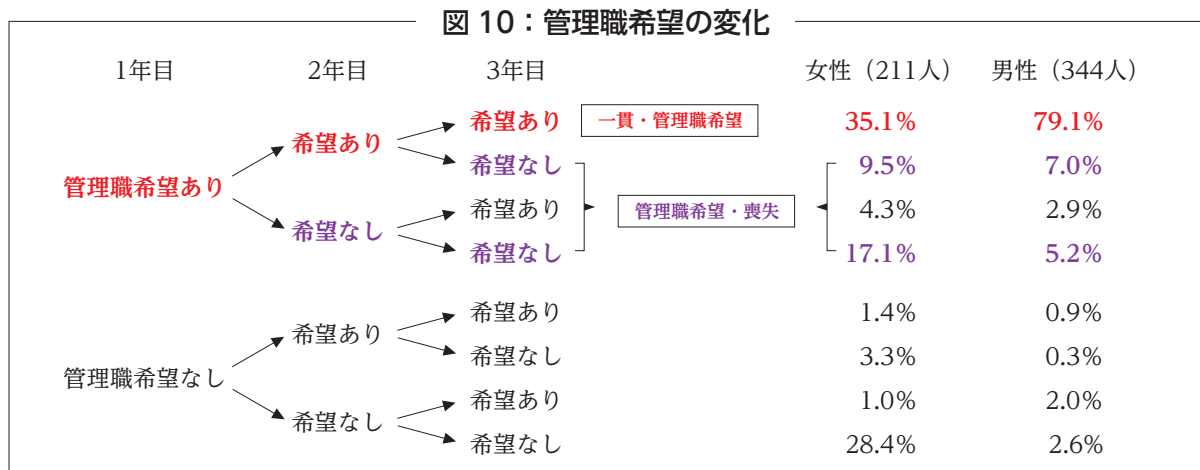 図 10：管理職希望の変化
1年目 2年目 3年目 女性（211人） 男性（344人）
希望あり 一貫・管理職希望 35.1% 79.1%
希望あり
希望なし 9.5% 7.0%
管理職希望あり
希望あり 管理職希望・喪失 4.3% 2.9%
希望なし
希望なし 17.1% 5.2%
希望あり 1.4% 0.9%
希望あり
希望なし 3.3% 0.3%
管理職希望なし
希望あり 1.0% 2.0%
希望なし
希望なし 28.4% 2.6%